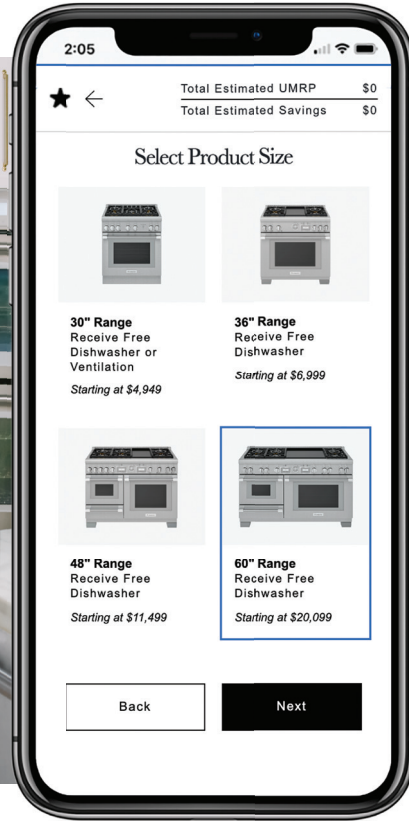 2:05
Total Estimated UMRP $0
Total Estimated Savings $0
Select Product Size
30" Range
Receive Free
Dishwasher or
Ventilation
Starting at $4,949
36" Range
Receive Free
Dishwasher
Starting at $6,999
48" Range
Receive Free
Dishwasher
Starting at $11,499
60" Range
Receive Free
Dishwasher
Starting at $20,099
Back
Next